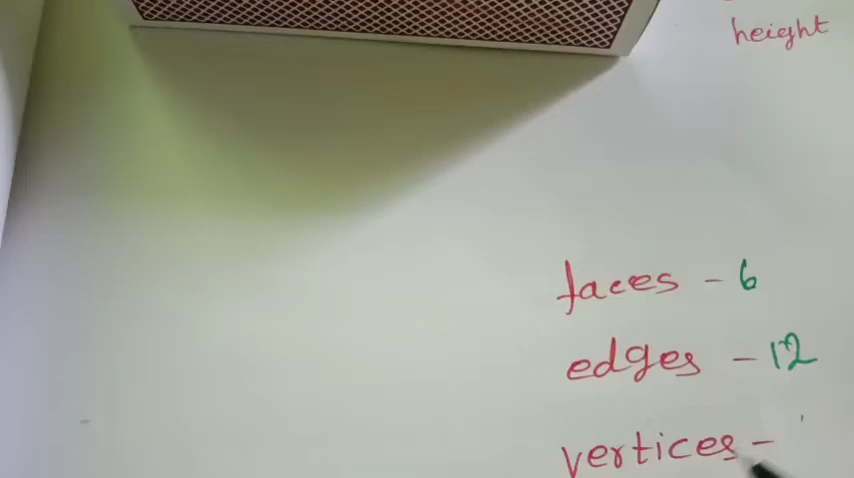 height
faces - 6
edges - 12
vertices -